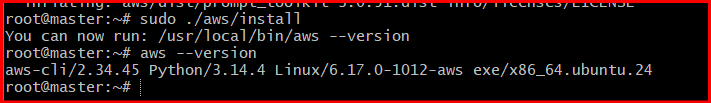 inflating: aws/dist/prompt_toolkit-3.0.51.dist-info/licenses/LICENSE
root@master:~# sudo ./aws/install
You can now run: /usr/local/bin/aws --version
root@master:~# aws --version
aws-cli/2.34.45 Python/3.14.4 Linux/6.17.0-1012-aws exe/x86_64.ubuntu.24
root@master:~#